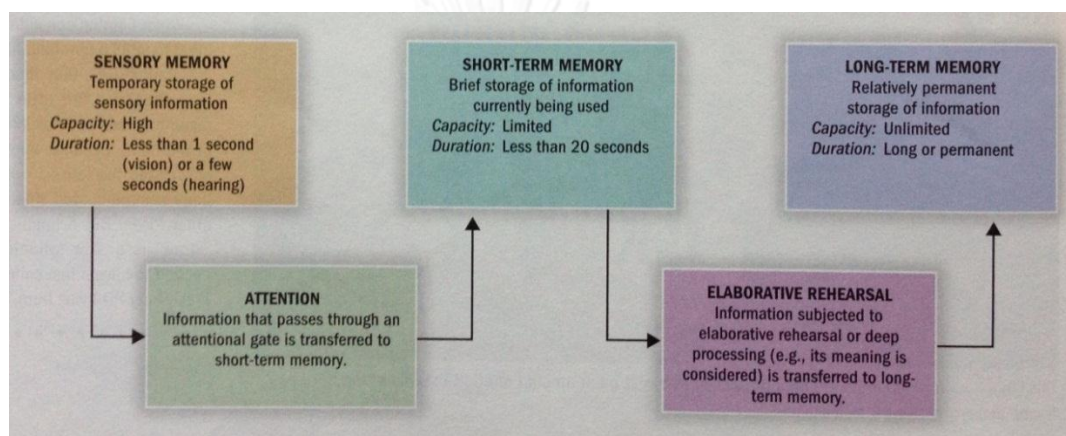 SENSORY MEMORY
Temporary storage of
sensory information
Capacity: High
Duration: Less than 1 second
(vision) or a few
seconds (hearing)
ATTENTION
Information that passes through an
attentional gate is transferred to
short-term memory.
SHORT-TERM MEMORY
Brief storage of information
currently being used
Capacity: Limited
Duration: Less than 20 seconds
ELABORATIVE REHEARSAL
Information subjected to
elaborative rehearsal or deep
processing (e.g., its meaning is
considered) is transferred to long-
term memory.
LONG-TERM MEMORY
Relatively permanent
storage of information
Capacity: Unlimited
Duration: Long or permanent